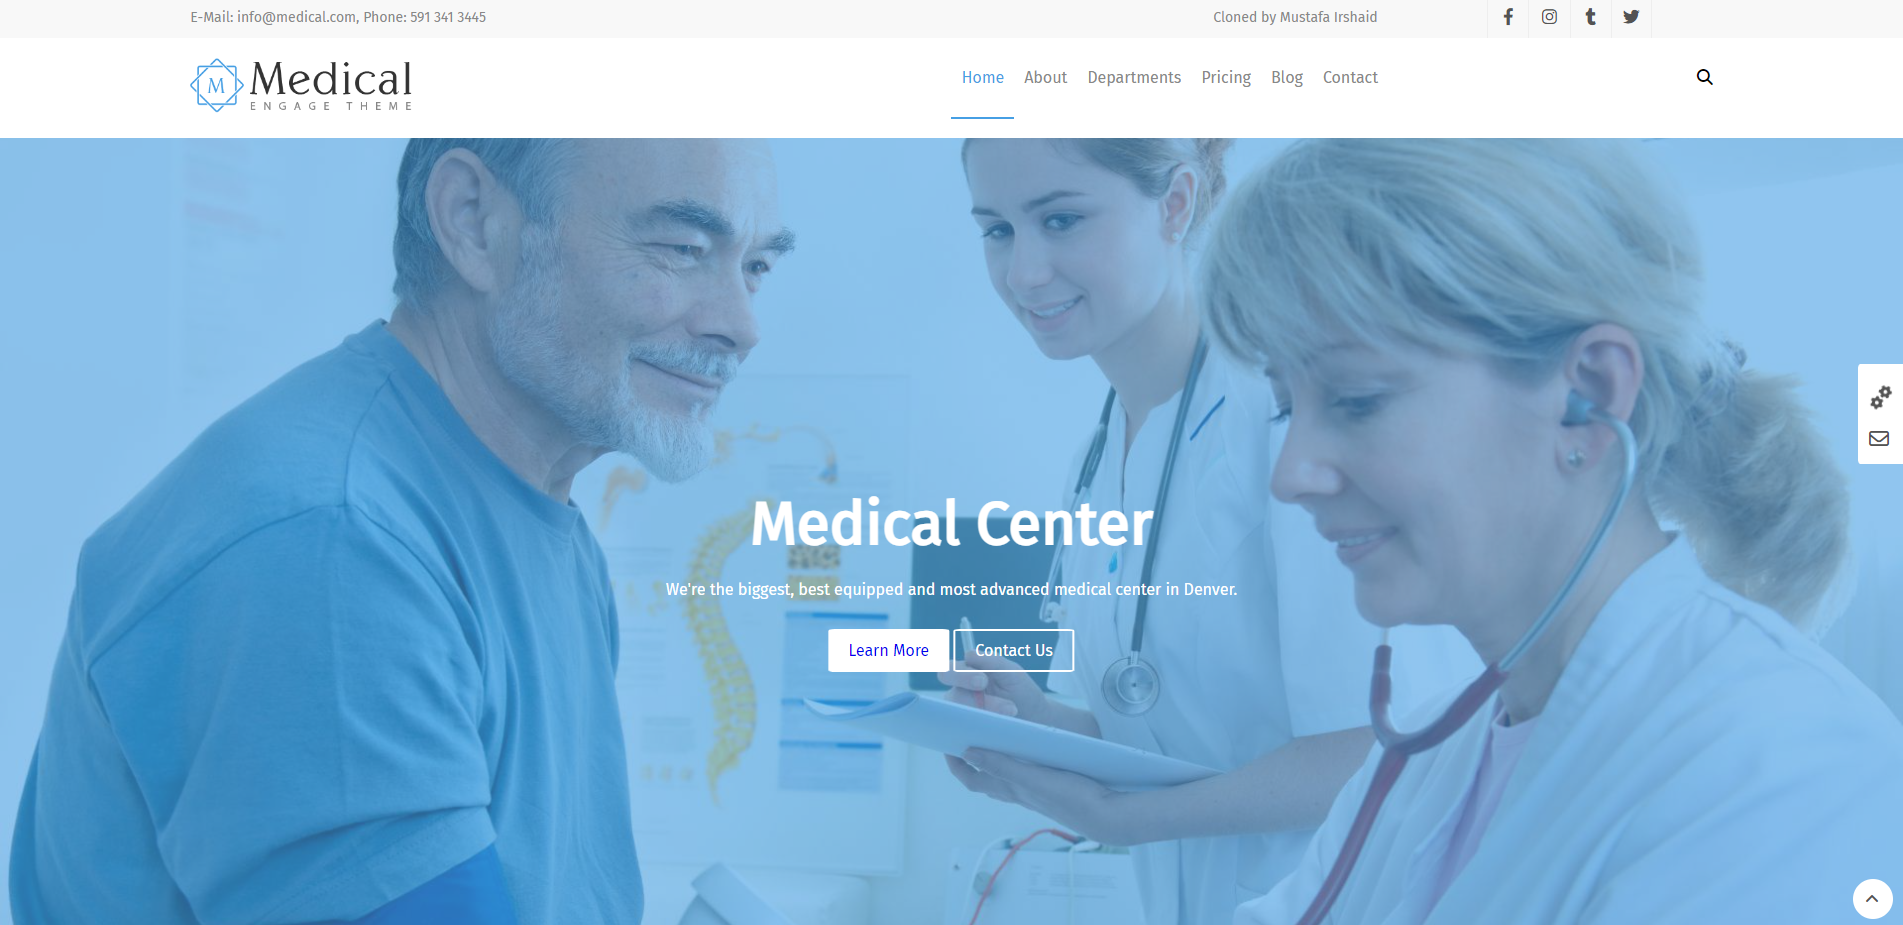 E-Mail: info@medical.com, Phone: 591 341 3445
Cloned by Mustafa Irshaid
M
Medical
ENGAGE THEME
Home About Departments Pricing Blog Contact
Medical Center
We're the biggest, best equipped and most advanced medical center in Denver.
Learn More Contact Us